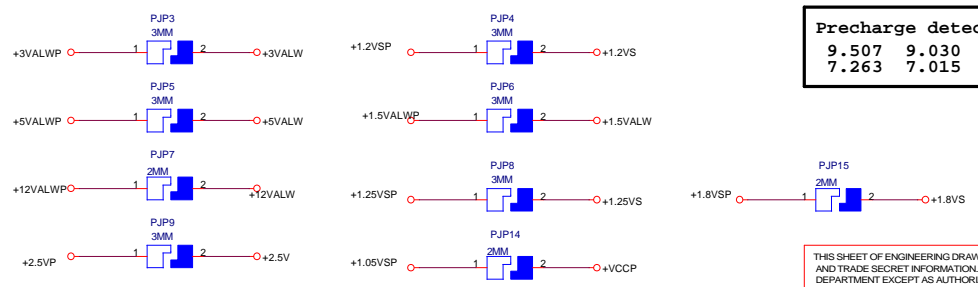 PJP3
3MM
+3VALWP 1 2 +3VALW
PJP5
3MM
+5VALWP 1 2 +5VALW
PJP7
2MM
+12VALWP 1 2 +12VALW
PJP9
3MM
+2.5VP 1 2 +2.5V
PJP4
3MM
+1.2VSP 1 2 +1.2VS
PJP6
3MM
+1.5VALWP 1 2 +1.5VALW
PJP8
3MM
+1.25VSP 1 2 +1.25VS
PJP14
2MM
+1.05VSP 1 2 +VCCP
Precharge detec
9.507 9.030
7.263 7.015
PJP15
2MM
+1.8VSP 1 2 +1.8VS
THIS SHEET OF ENGINEERING DRAW
AND TRADE SECRET INFORMATION.
DEPARTMENT EXCEPT AS AUTHORI